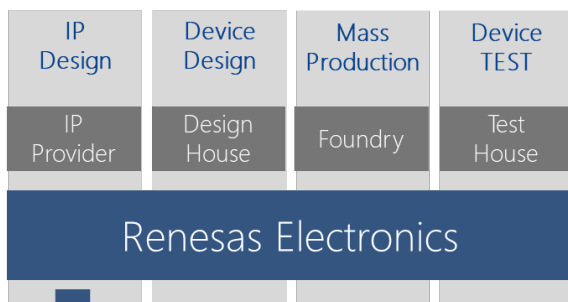 IP
Design
Device
Design
Mass
Production
Device
TEST
IP
Provider
Design
House
Foundry
Test
House
Renesas Electronics